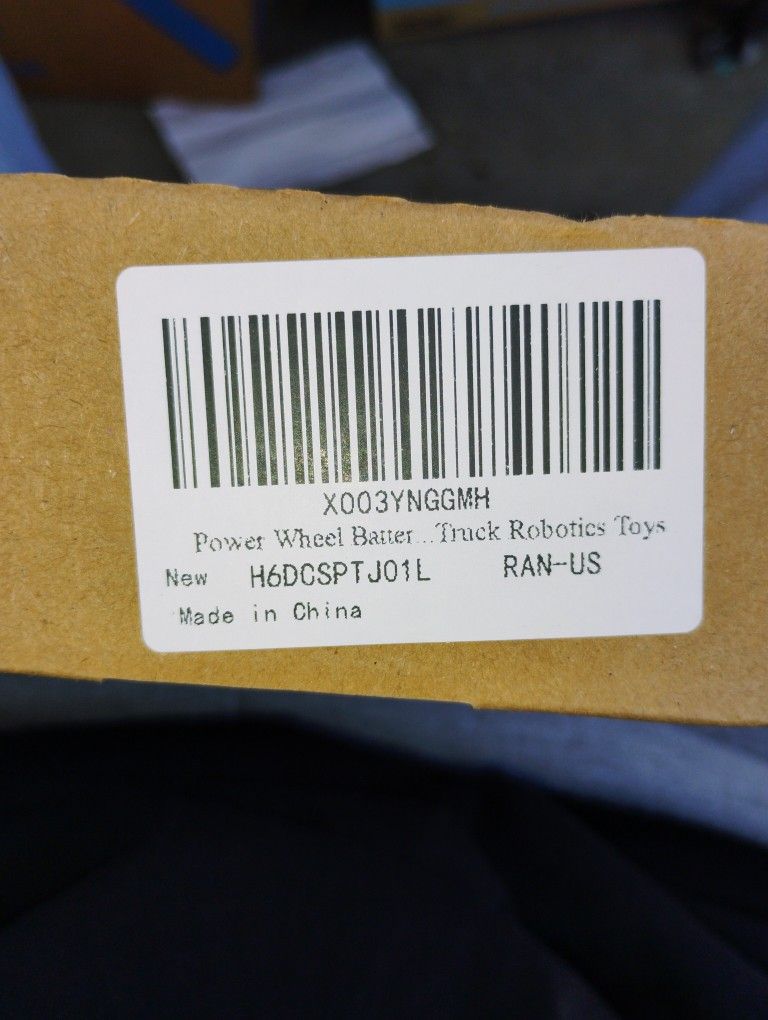 X003YNGGMH
Power Wheel Batter...Truck Robotics Toys
New H6DCSPTJ01L RAN-US
Made in China